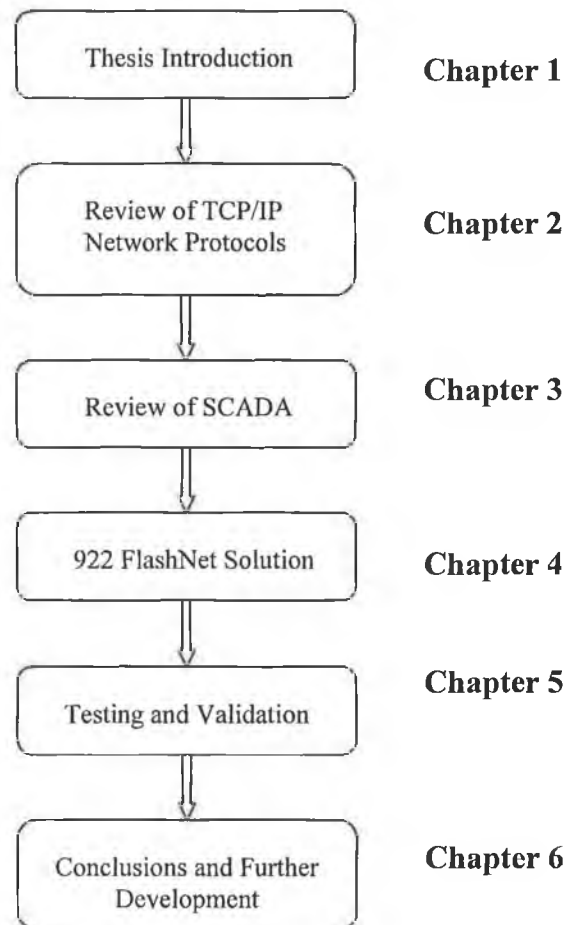 Thesis Introduction
Chapter 1
Review of TCP/IP
Network Protocols
Chapter 2
Review of SCADA
Chapter 3
922 FlashNet Solution
Chapter 4
Testing and Validation
Chapter 5
Conclusions and Further
Development
Chapter 6